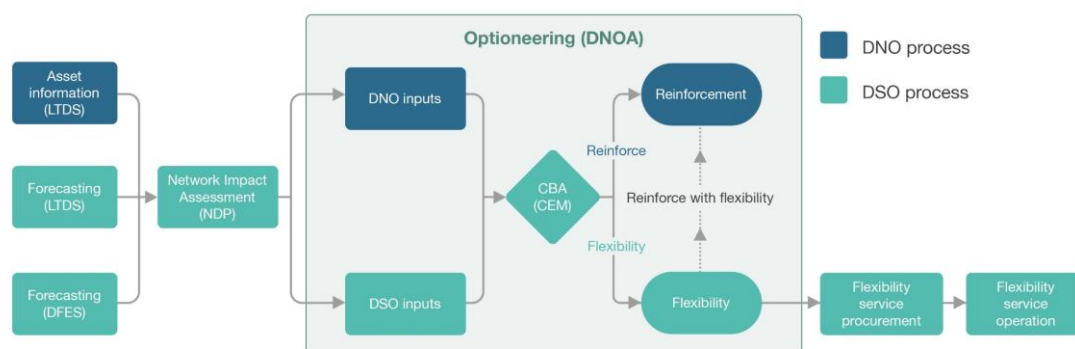 Optioneering (DNOA)
DNO process
DSO process
Asset
information
(LTDS)
DNO inputs
Reinforcement
Reinforce
Forecasting
(LTDS)
Network Impact
Assessment
(NDP)
CBA
(CEM)
Reinforce with flexibility
Flexibility
Forecasting
(DFES)
DSO inputs
Flexibility
Flexibility
service
procurement
Flexibility
service
operation